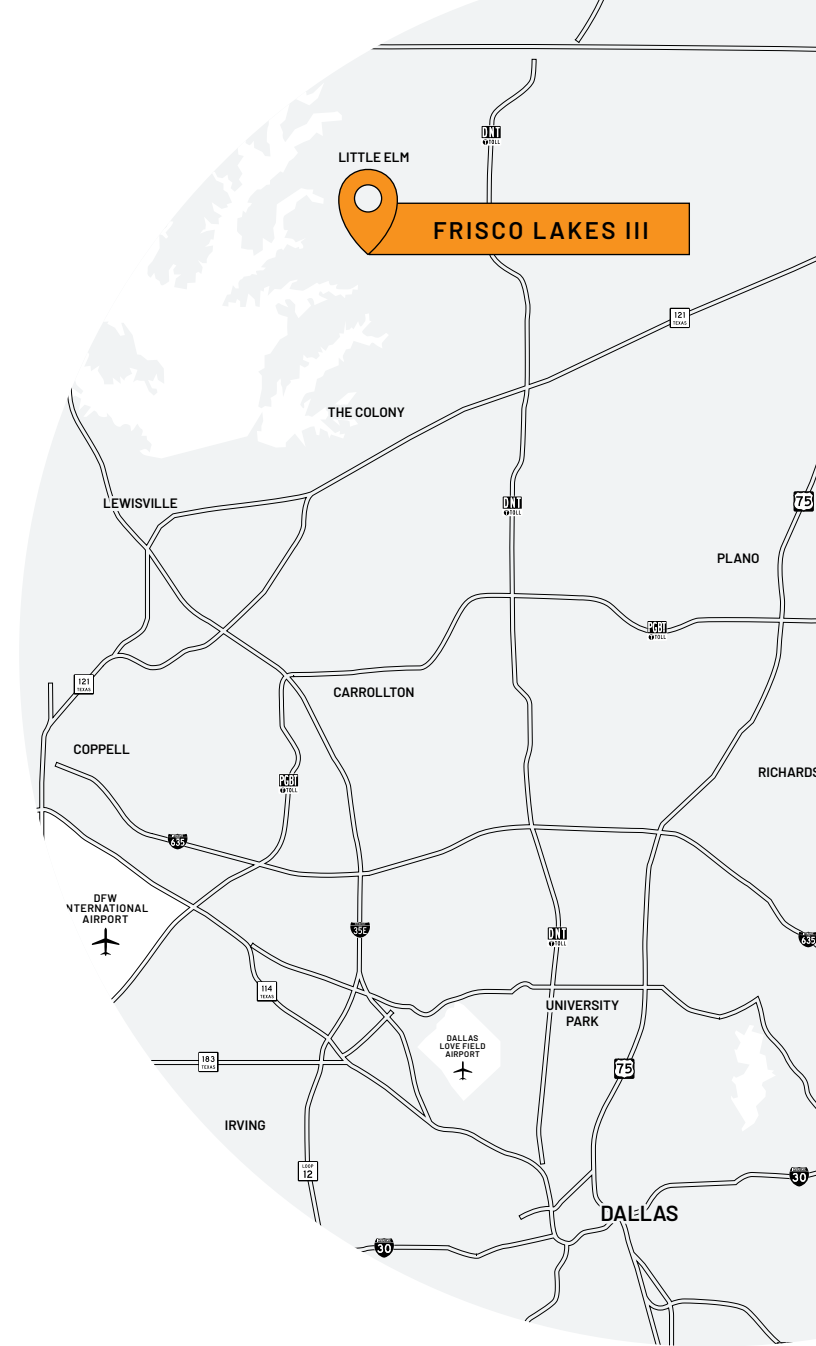 DNT
TOLL
LITTLE ELM
FRISCO LAKES III
121
TEXAS
THE COLONY
75
LEWISVILLE
DNT
TOLL
PLANO
PGBT
TOLL
121
TEXAS
CARROLLTON
COPPELL
RICHARDS
PGBT
TOLL
635
DFW
NTERNATIONAL
AIRPORT
35E
DNT
TOLL
635
114
TEXAS
UNIVERSITY
PARK
DALLAS
LOVE FIELD
AIRPORT
183
TEXAS
75
IRVING
LOOP
12
30
DALLAS
30